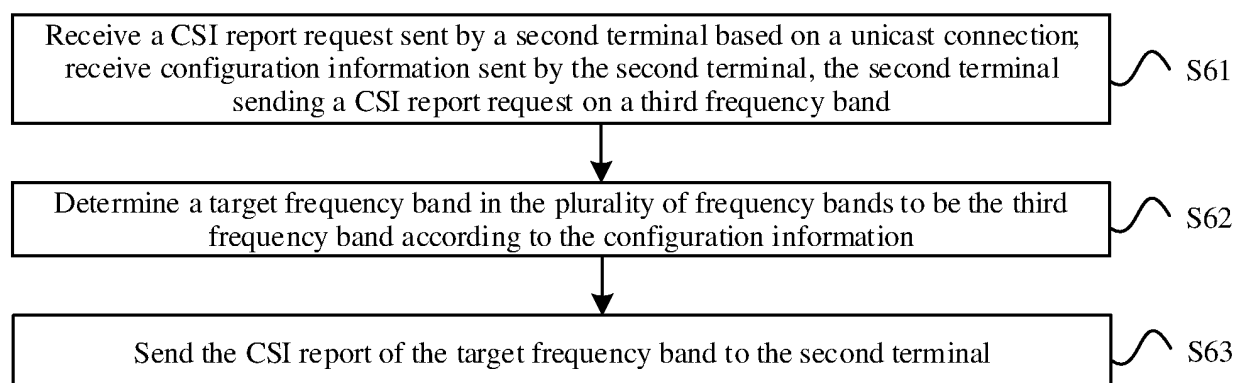 Receive a CSI report request sent by a second terminal based on a unicast connection;
receive configuration information sent by the second terminal, the second terminal
sending a CSI report request on a third frequency band
S61
Determine a target frequency band in the plurality of frequency bands to be the third
frequency band according to the configuration information
S62
Send the CSI report of the target frequency band to the second terminal
S63